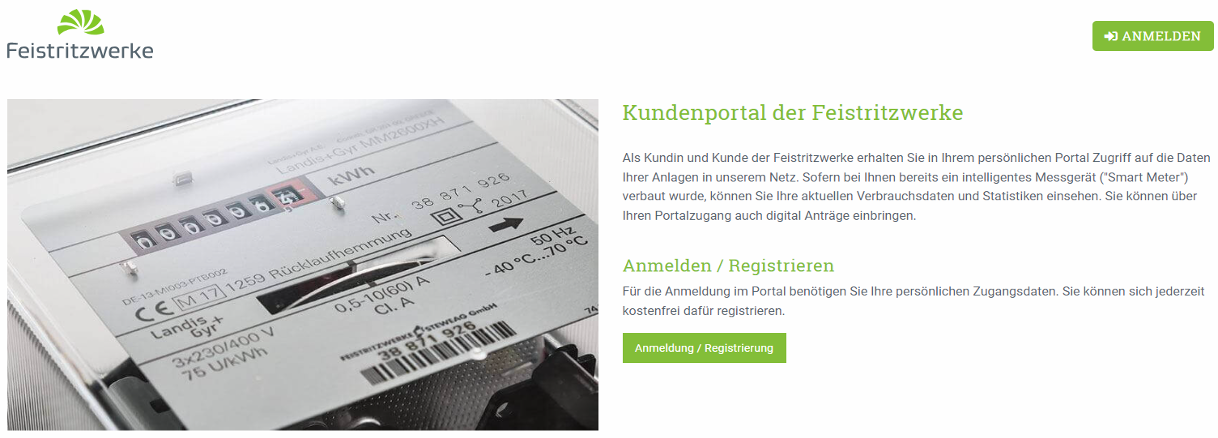 Feistritzwerke
ANMELDEN
Landis+Gyr MM2600XH
kWh
Nr. 38 871 926
2017
50 Hz
-40 °C...70 °C
DE-13-MI003-PTB002
CE M 17 1259 Rücklaufhemmung
0,5-10(60) A
Cl. A
Landis+
Gyr
3x230/400 V
75 U/kWh
FEISTRITZWERKE STEWEAG GmbH
38 871 926
74
Kundenportal der Feistritzwerke
Als Kundin und Kunde der Feistritzwerke erhalten Sie in Ihrem persönlichen Portal Zugriff auf die Daten
Ihrer Anlagen in unserem Netz. Sofern bei Ihnen bereits ein intelligentes Messgerät ("Smart Meter")
verbaut wurde, können Sie Ihre aktuellen Verbrauchsdaten und Statistiken einsehen. Sie können über
Ihren Portalzugang auch digital Anträge einbringen.
Anmelden / Registrieren
Für die Anmeldung im Portal benötigen Sie Ihre persönlichen Zugangsdaten. Sie können sich jederzeit
kostenfrei dafür registrieren.
Anmeldung / Registrierung